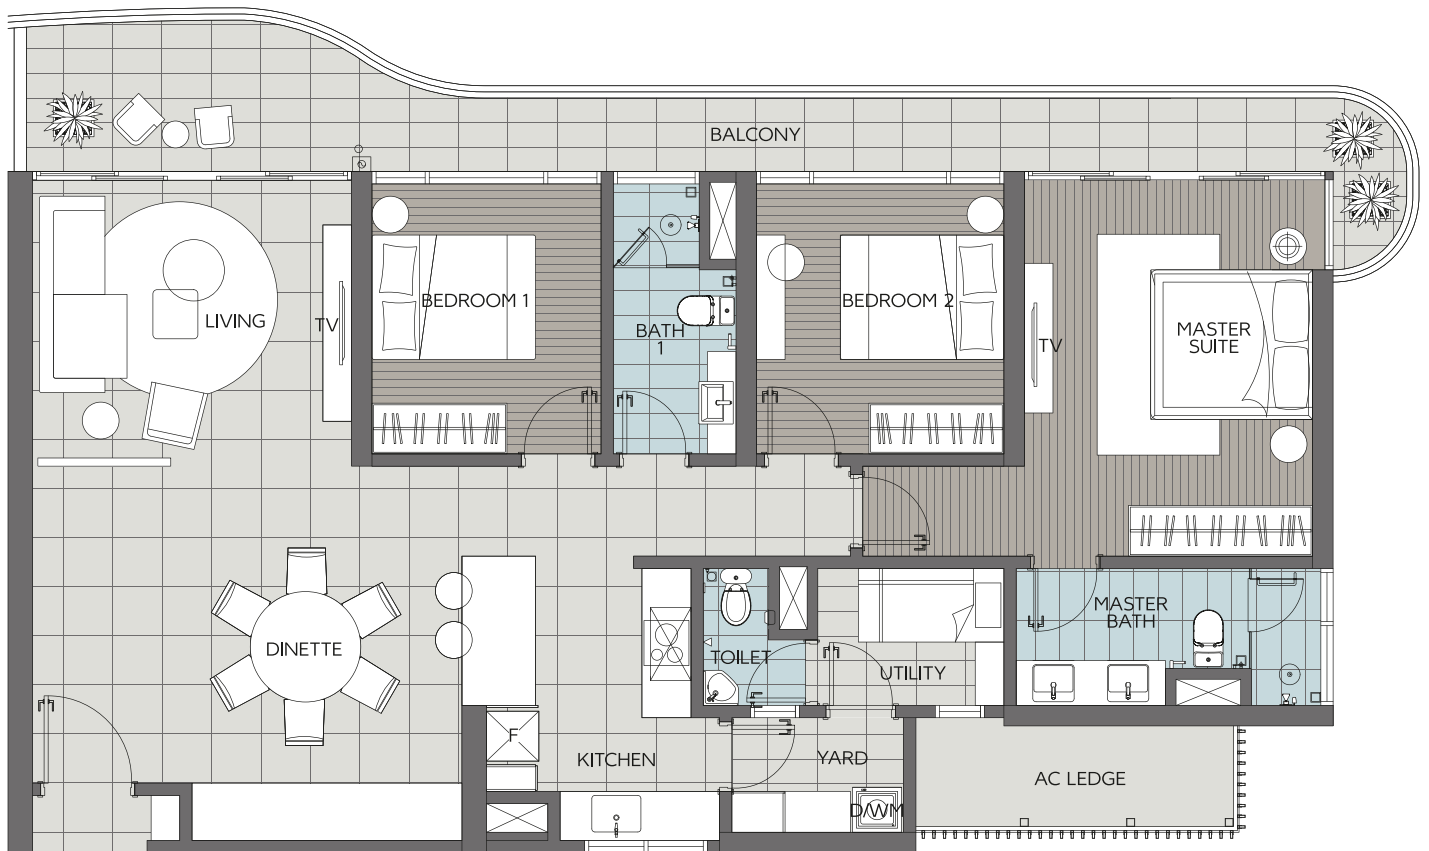 BALCONY
LIVING
TV
BEDROOM 1
BATH
1
BEDROOM 2
TV
MASTER
SUITE
DINETTE
MASTER
BATH
TOILET
UTILITY
F
KITCHEN
YARD
AC LEDGE
D/WM